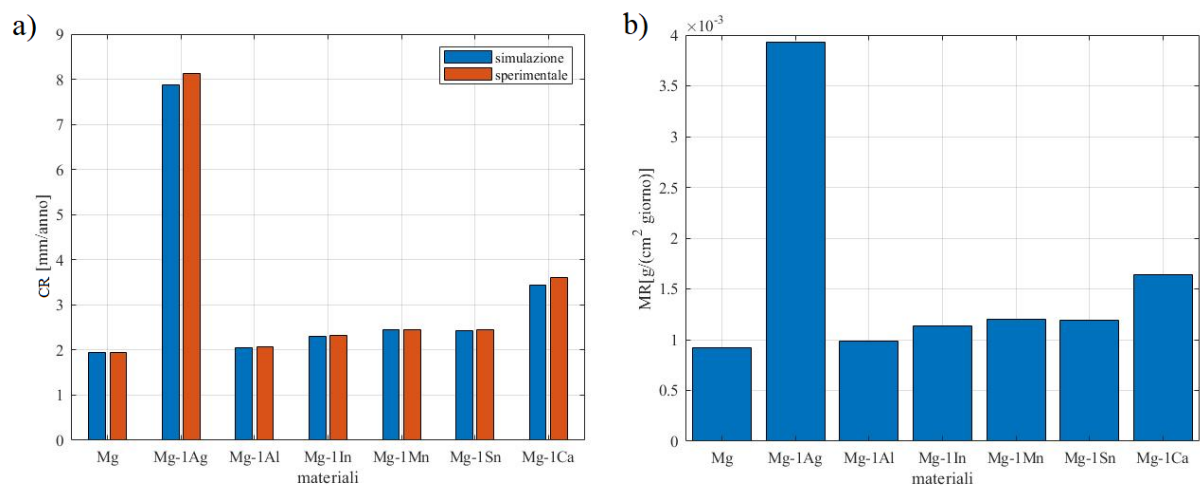 a)
9
8
7
6
5
4
3
2
1
0
CR [mm/anno]
simulazione
sperimentale
Mg Mg-1Ag Mg-1Al Mg-1In Mg-1Mn Mg-1Sn Mg-1Ca
materiali
b)
×10⁻³
4
3.5
3
2.5
2
1.5
1
0.5
0
MR[g/(cm² giorno)]
Mg Mg-1Ag Mg-1Al Mg-1In Mg-1Mn Mg-1Sn Mg-1Ca
materiali